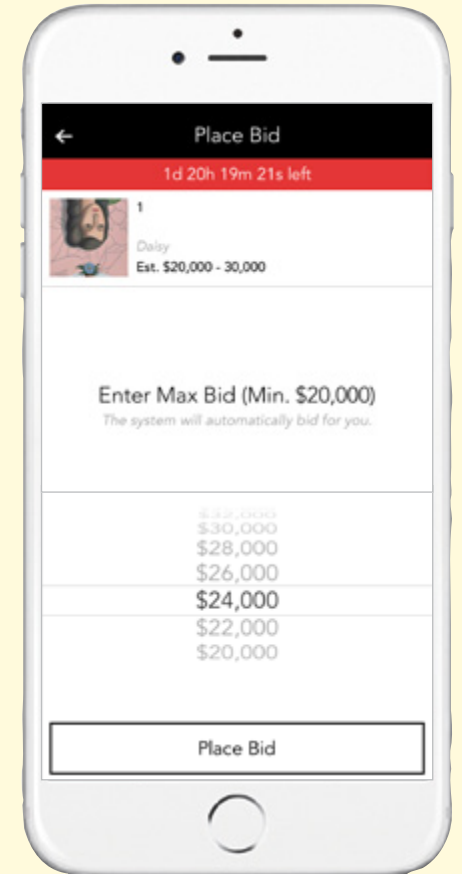 Place Bid
1d 20h 19m 21s left
1
Daisy
Est. $20,000 - 30,000
Enter Max Bid (Min. $20,000)
The system will automatically bid for you.
$32,000
$30,000
$28,000
$26,000
$24,000
$22,000
$20,000
Place Bid